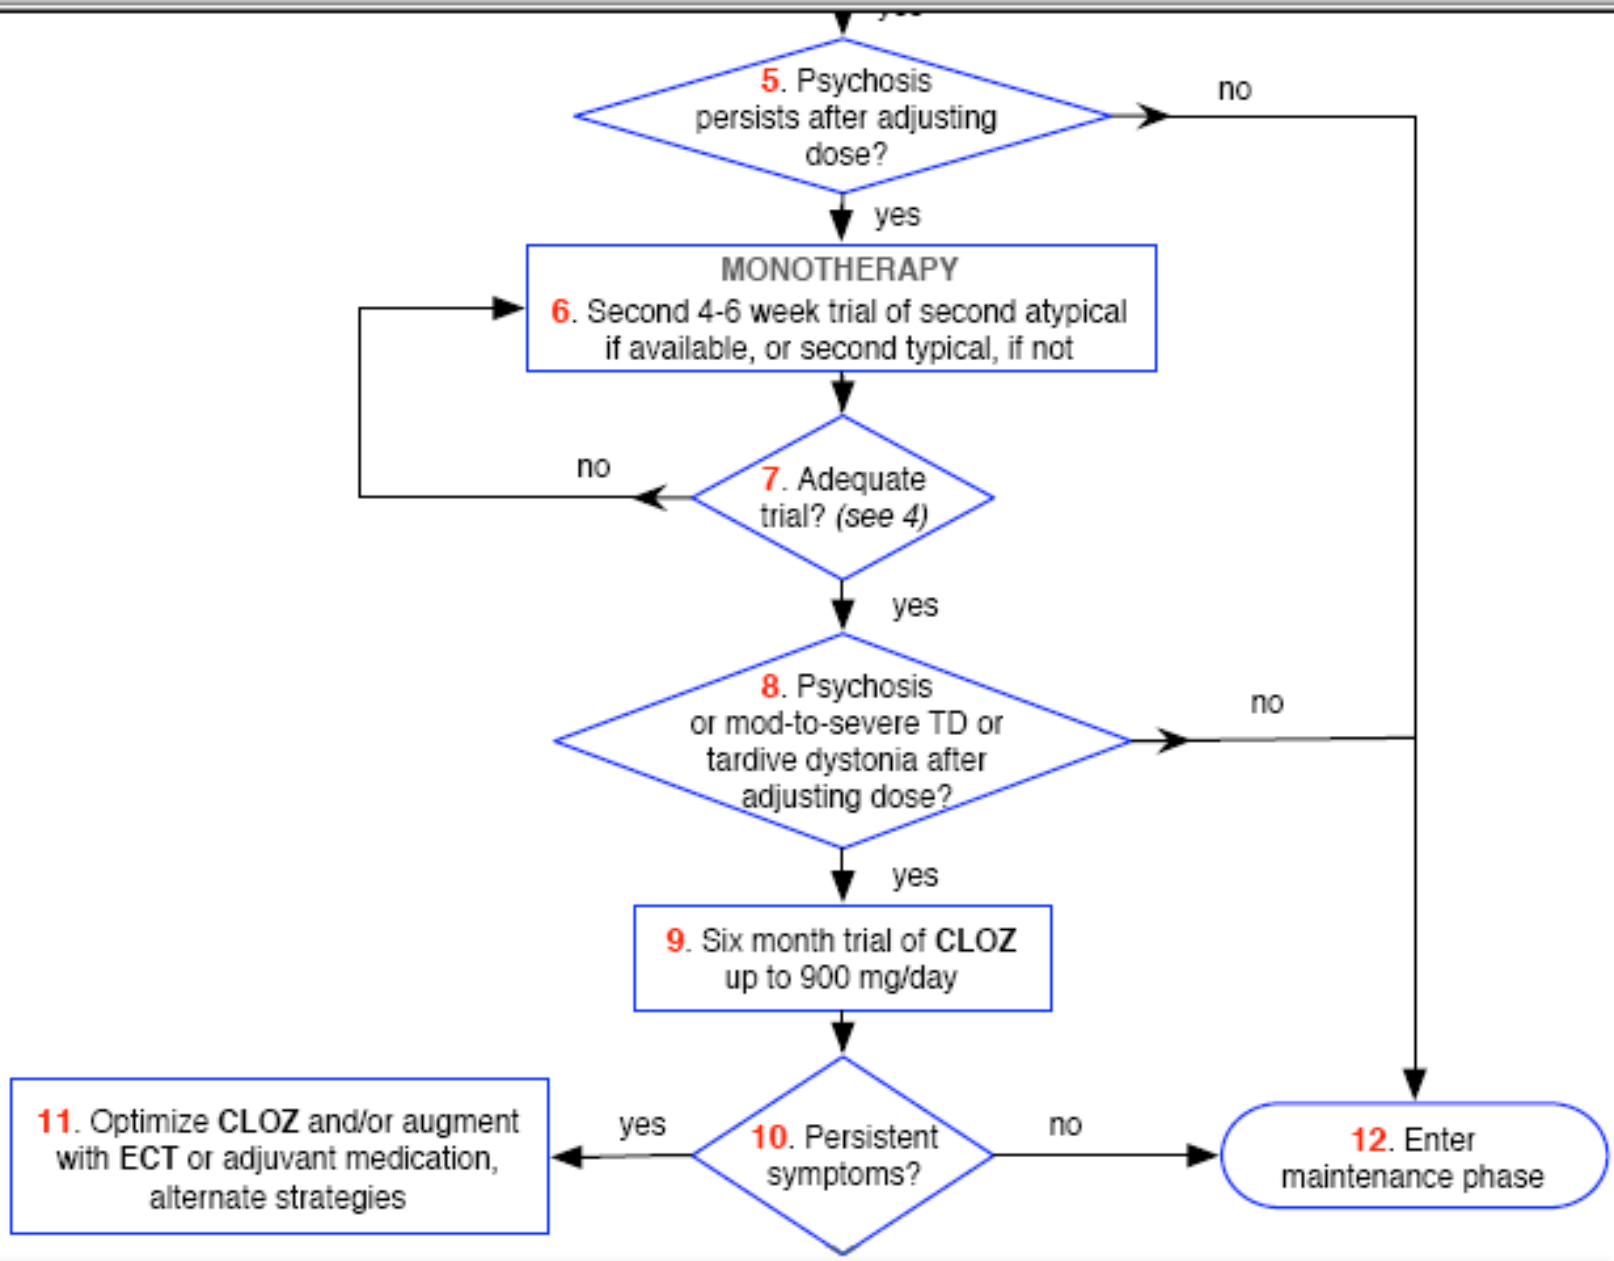 5. Psychosis
persists after adjusting
dose?
no
yes
MONOTHERAPY
6. Second 4-6 week trial of second atypical
if available, or second typical, if not
no
7. Adequate
trial? (see 4)
yes
8. Psychosis
or mod-to-severe TD or
tardive dystonia after
adjusting dose?
no
yes
9. Six month trial of CLOZ
up to 900 mg/day
11. Optimize CLOZ and/or augment
with ECT or adjuvant medication,
alternate strategies
yes
10. Persistent
symptoms?
no
12. Enter
maintenance phase